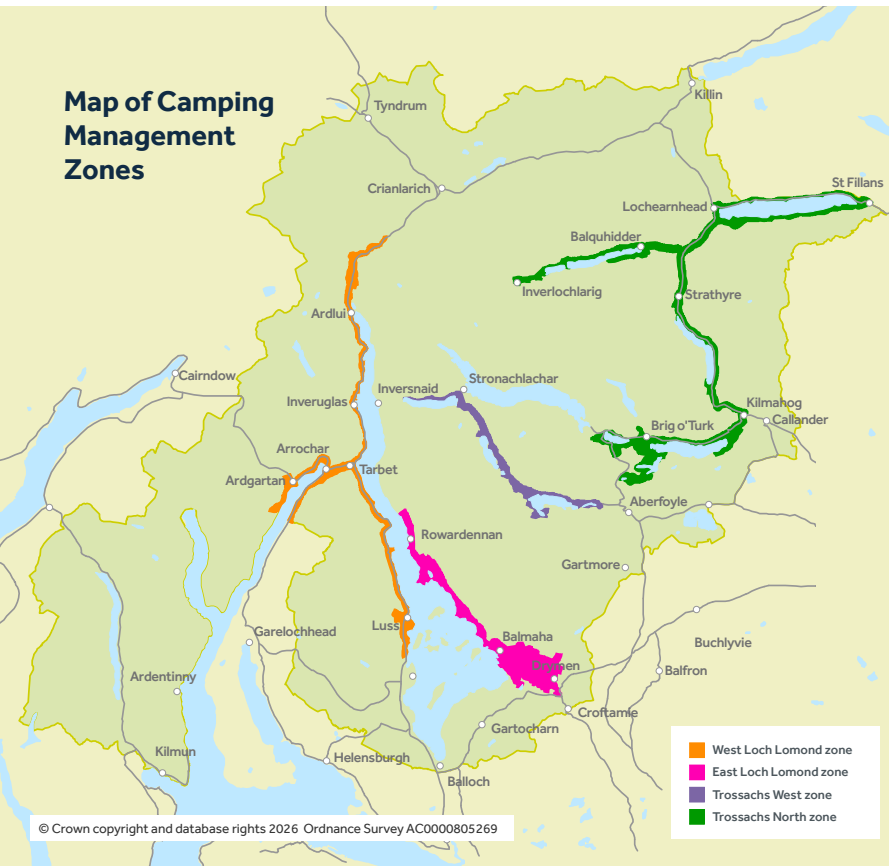 Map of Camping
Management
Zones
Tyndrum
Killin
Crianlarich
St Fillans
Lochearnhead
Balquhidder
Inverlochlarig
Strathyre
Ardlui
Cairndow
Stronachlachar
Inversnaid
Inveruglas
Kilmahog
Callander
Brig o'Turk
Arrochar
Tarbet
Ardgartan
Aberfoyle
Rowardennan
Gartmore
Luss
Garelochhead
Balmaha
Buchlyvie
Drymen
Balfron
Ardentinny
Croftamie
Gartocharn
Kilmun
Helensburgh
Balloch
West Loch Lomond zone
East Loch Lomond zone
Trossachs West zone
Trossachs North zone
© Crown copyright and database rights 2026 Ordnance Survey AC0000805269